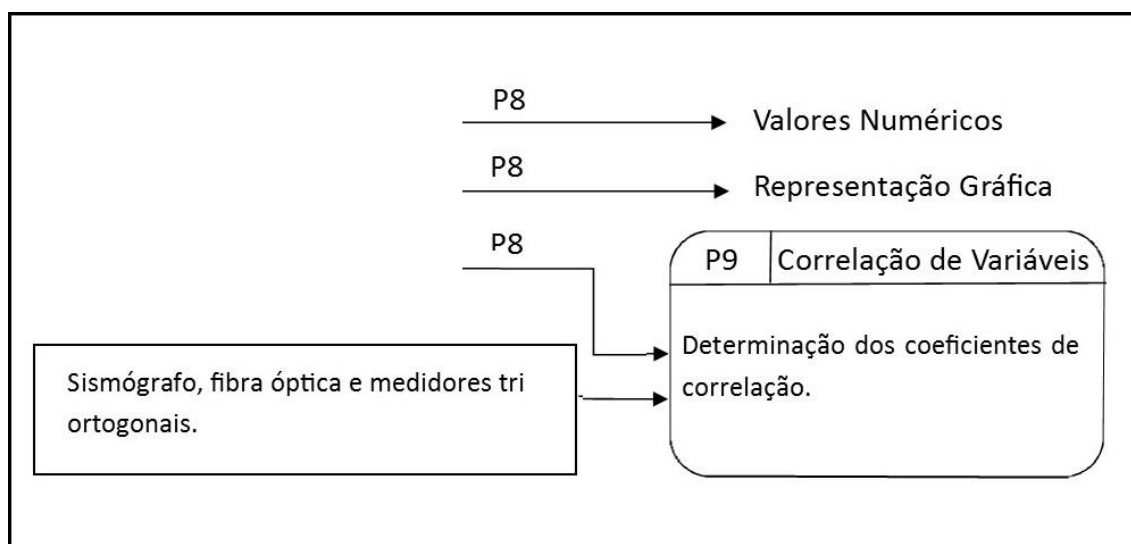 P8
Valores Numéricos
P8
Representação Gráfica
P8
P9 Correlação de Variáveis
Determinação dos coeficientes de
correlação.
Sismógrafo, fibra óptica e medidores tri
ortogonais.